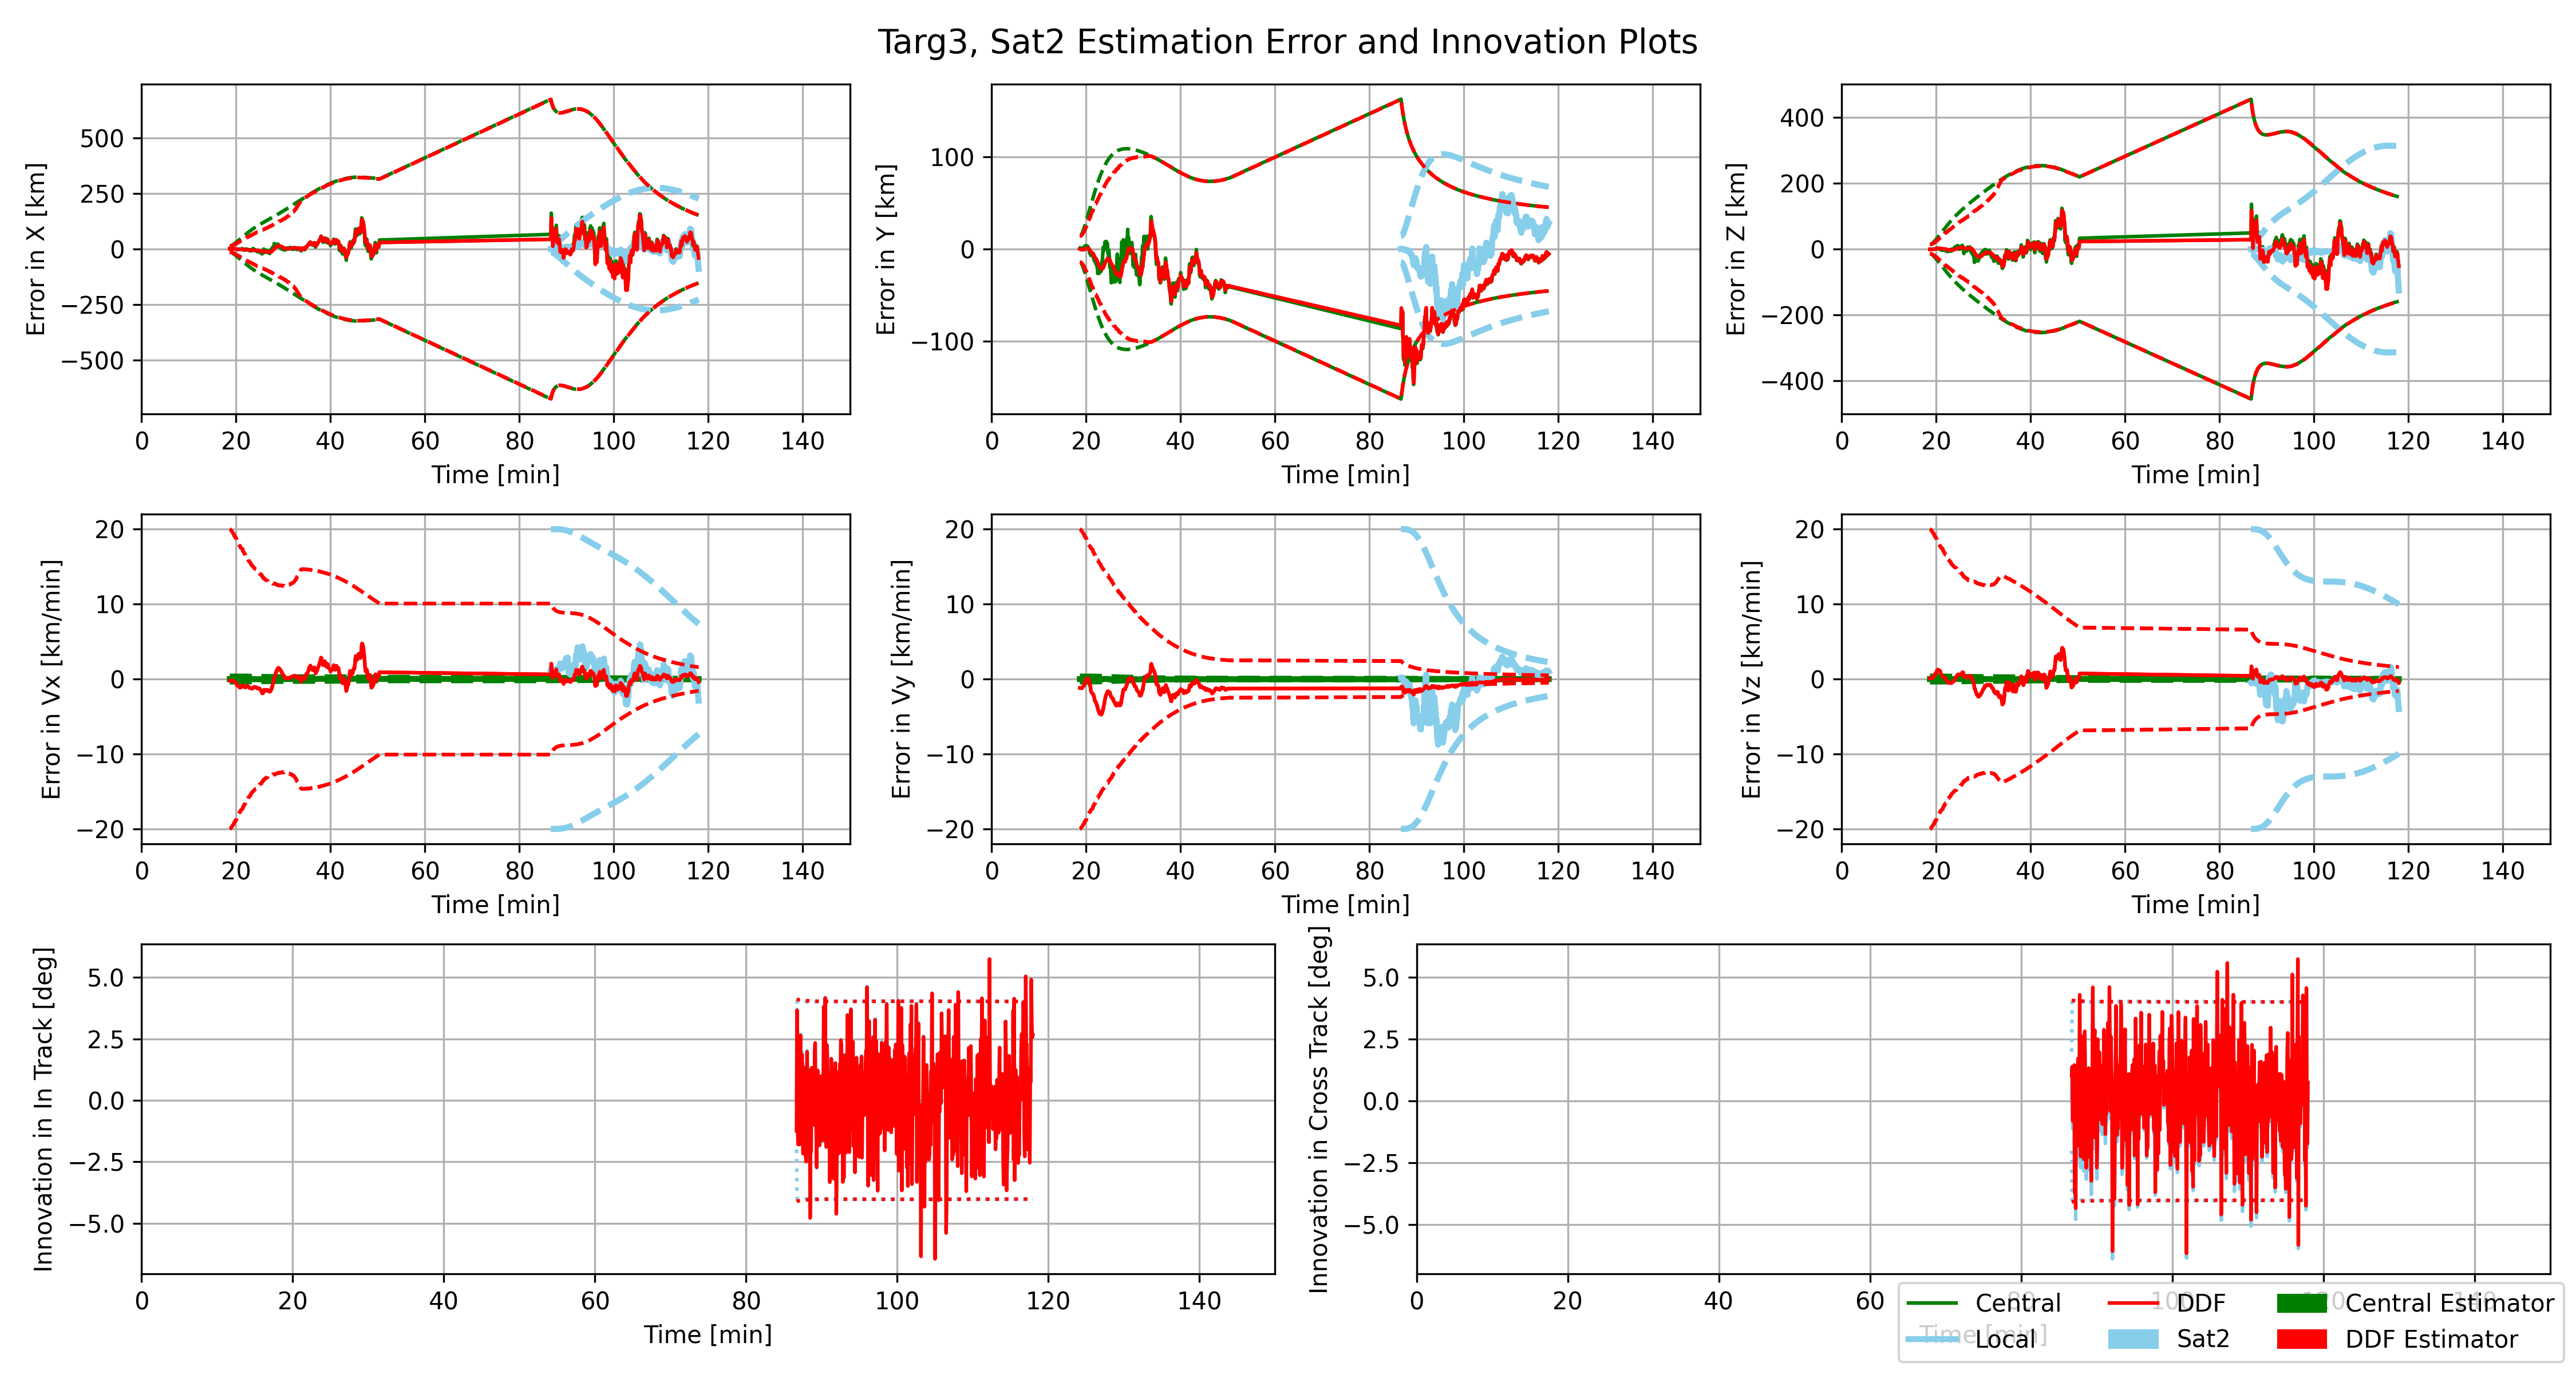 Targ3, Sat2 Estimation Error and Innovation Plots
Error in X [km]
500
250
0
−250
−500
0 20 40 60 80 100 120 140
Time [min]
Error in Y [km]
100
0
−100
0 20 40 60 80 100 120 140
Time [min]
Error in Z [km]
400
200
0
−200
−400
0 20 40 60 80 100 120 140
Time [min]
Error in Vx [km/min]
20
10
0
−10
−20
0 20 40 60 80 100 120 140
Time [min]
Error in Vy [km/min]
20
10
0
−10
−20
0 20 40 60 80 100 120 140
Time [min]
Error in Vz [km/min]
20
10
0
−10
−20
0 20 40 60 80 100 120 140
Time [min]
Innovation in In Track [deg]
5.0
2.5
0.0
−2.5
−5.0
0 20 40 60 80 100 120 140
Time [min]
Innovation in Cross Track [deg]
5.0
2.5
0.0
−2.5
−5.0
0 20 40 60 80 100 120 140
Time [min]
Central DDF Central Estimator
Local Sat2 DDF Estimator